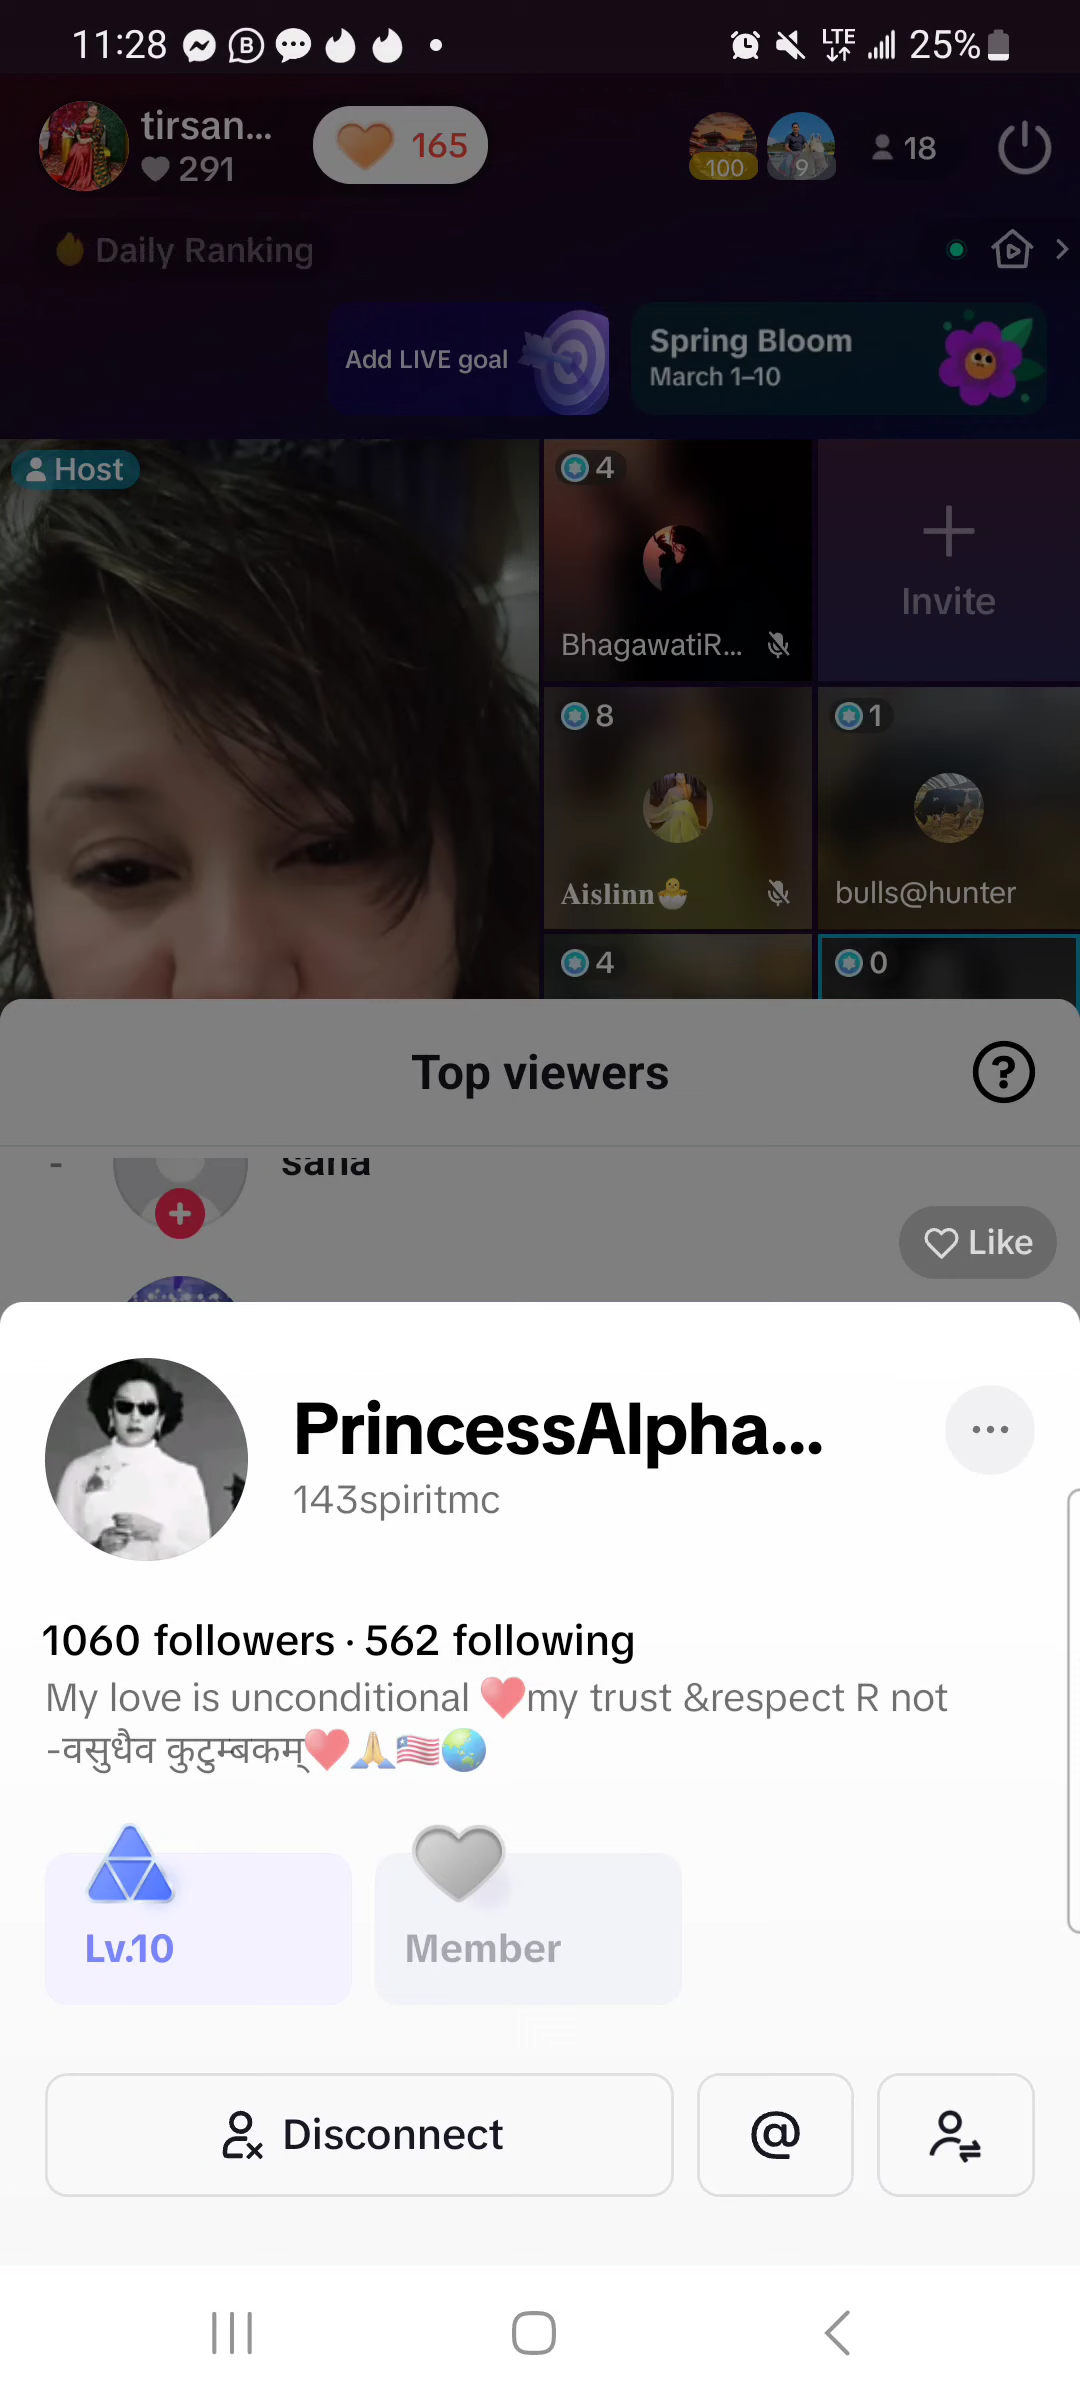 11:28
LTE
25%
tirsan...
291
165
100
9
18
Daily Ranking
Add LIVE goal
Spring Bloom
March 1–10
Host
4
BhagawatiR...
Invite
8
Aislinn🐣
1
bulls@hunter
4
0
Top viewers
?
-
sana
Like
PrincessAlpha...
143spiritmc
1060 followers · 562 following
My love is unconditional ♥️my trust &respect R not
-वसुधैव कुटुम्बकम्♥️🙏🇱🇷🌏
Lv.10
Member
Disconnect
@